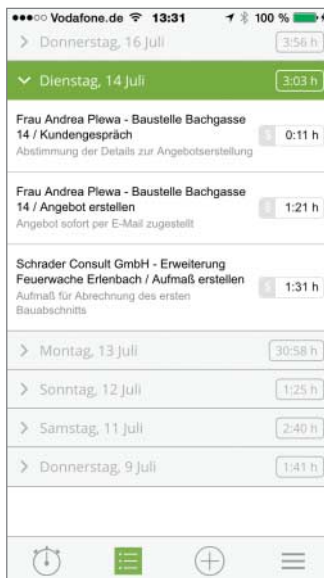 Vodafone.de 13:31 100 %
Donnerstag, 16 Juli 3:56 h
Dienstag, 14 Juli 3:03 h
Frau Andrea Plewa - Baustelle Bachgasse
14 / Kundengespräch
Abstimmung der Details zur Angebotserstellung
$ 0:11 h
Frau Andrea Plewa - Baustelle Bachgasse
14 / Angebot erstellen
Angebot sofort per E-Mail zugestellt
1:21 h
Schrader Consult GmbH - Erweiterung
Feuerwache Erlenbach / Aufmaß erstellen
Aufmaß für Abrechnung des ersten
Bauabschnitts
$ 1:31 h
Montag, 13 Juli 30:58 h
Sonntag, 12 Juli 1:25 h
Samstag, 11 Juli 2:40 h
Donnerstag, 9 Juli 1:41 h